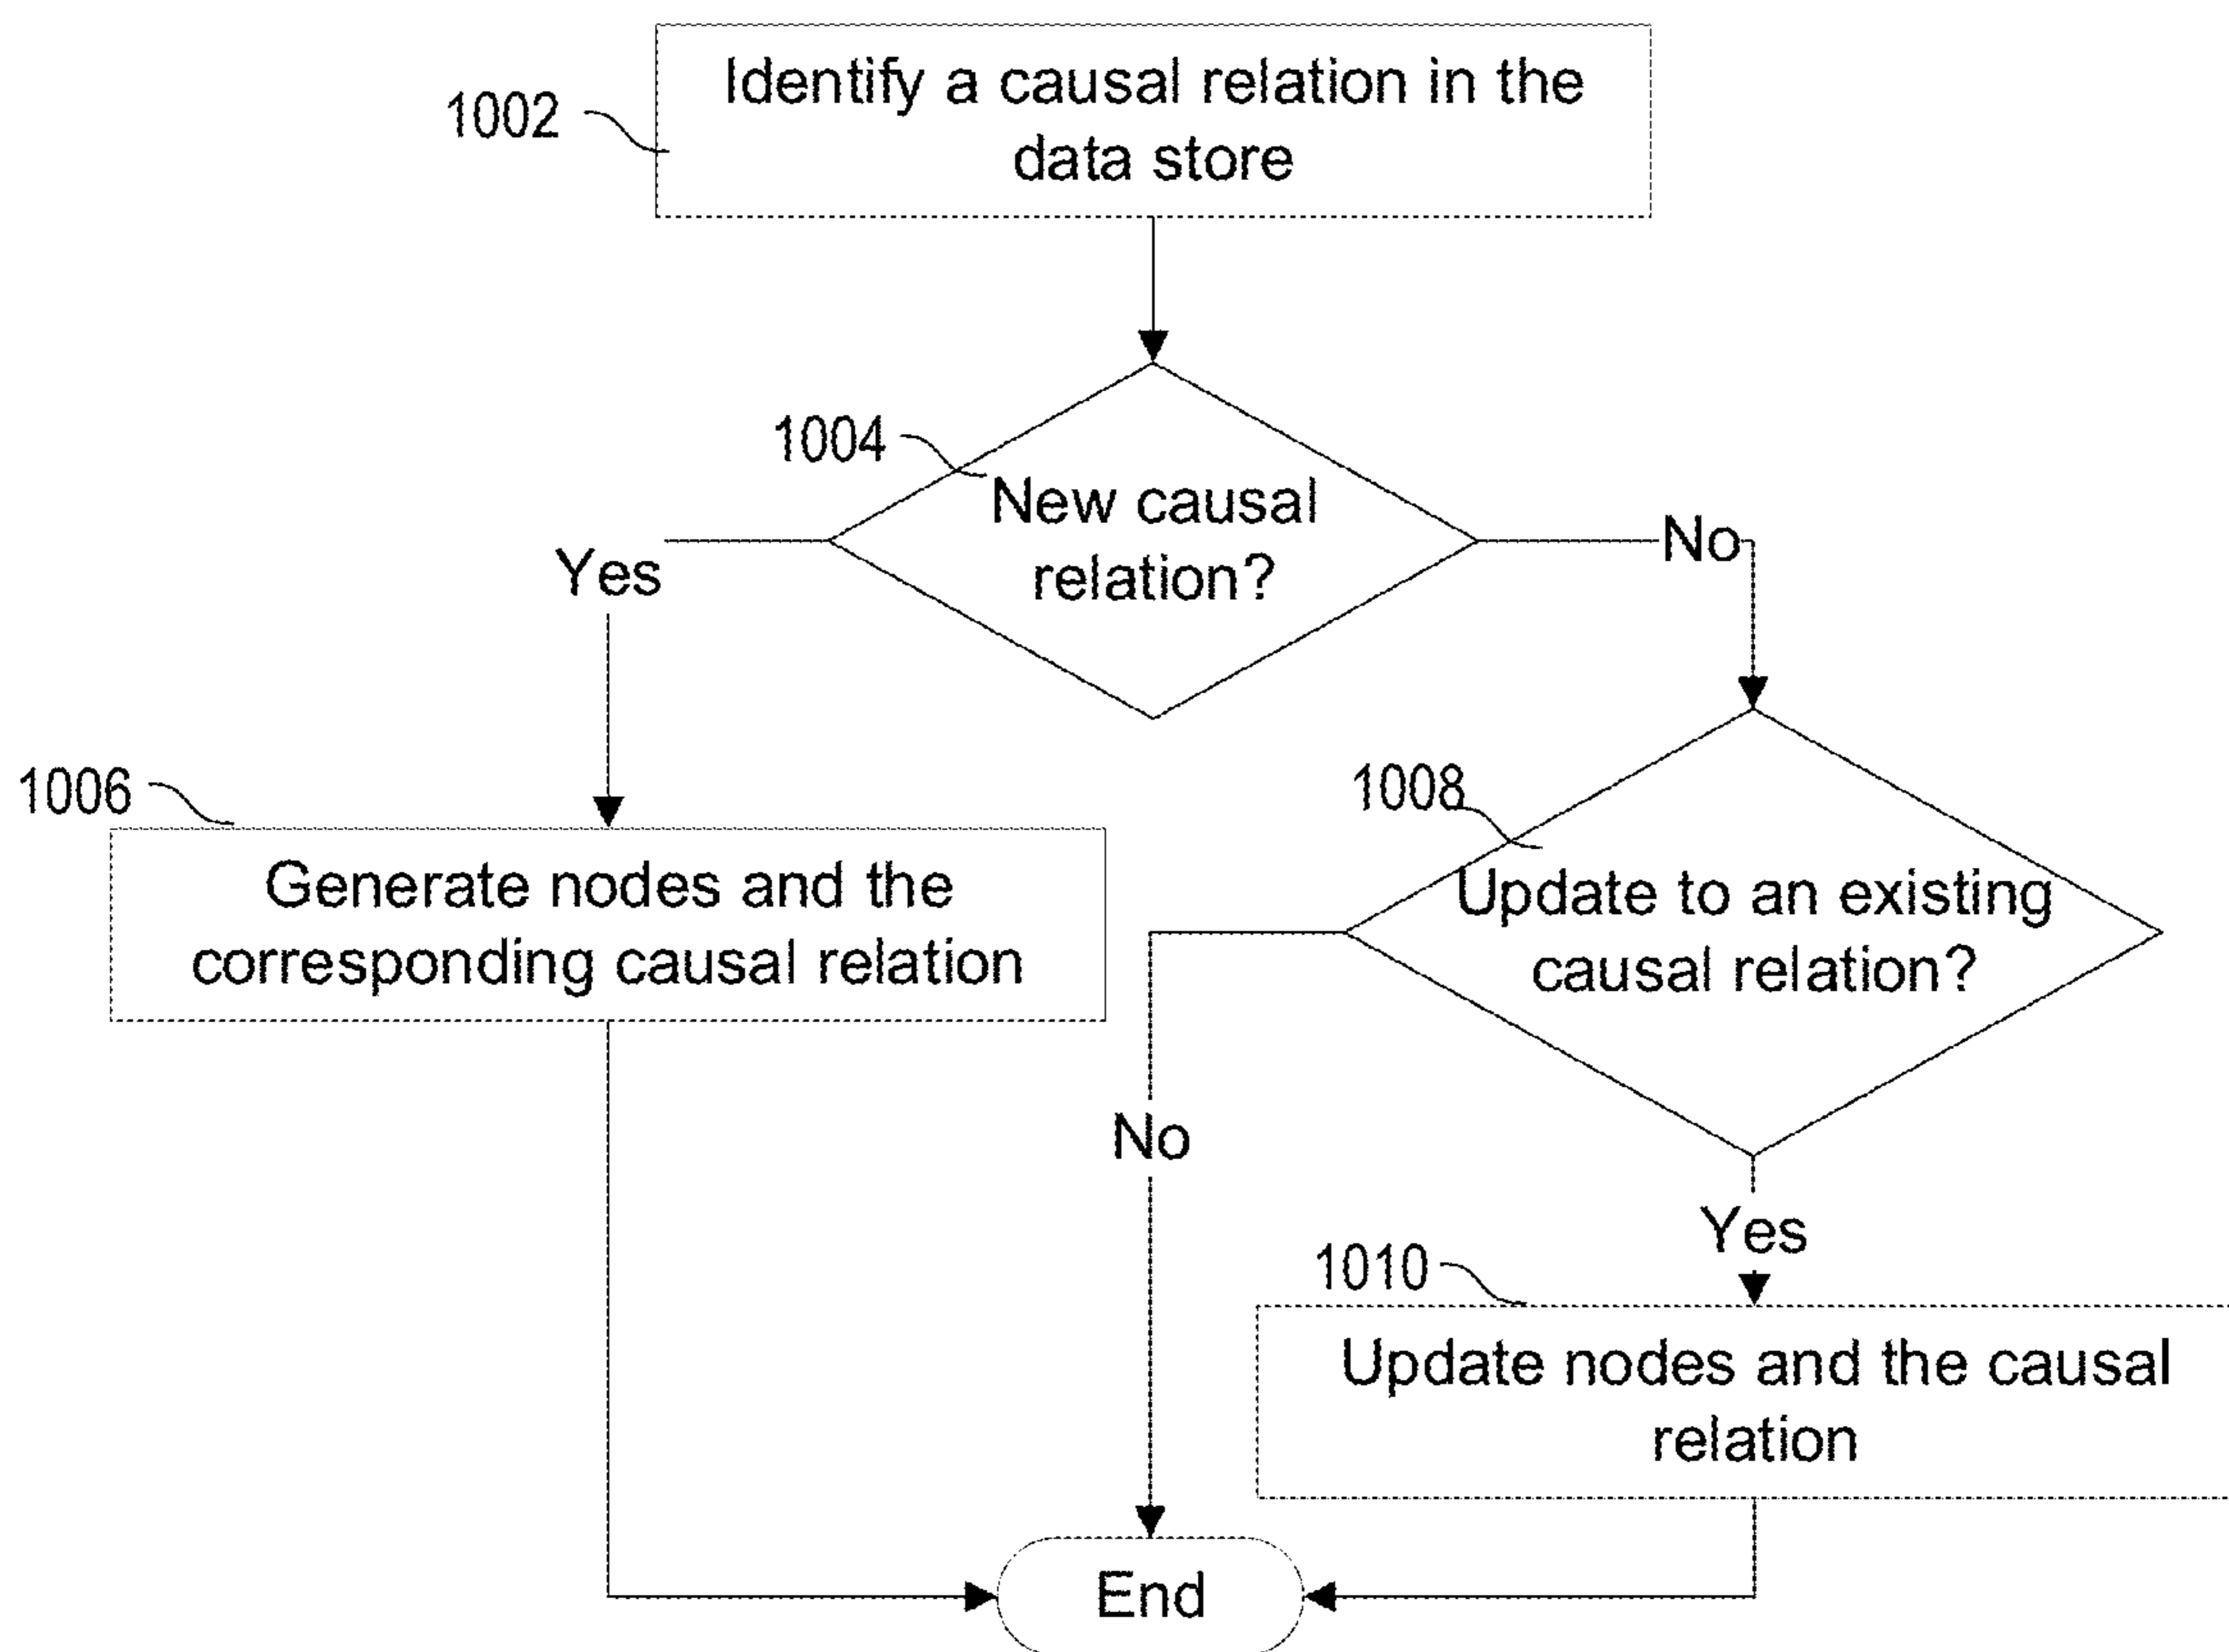 1002
Identify a causal relation in the
data store
1004
New causal
relation?
Yes
No
1006
Generate nodes and the
corresponding causal relation
1008
Update to an existing
causal relation?
No
Yes
1010
Update nodes and the causal
relation
End